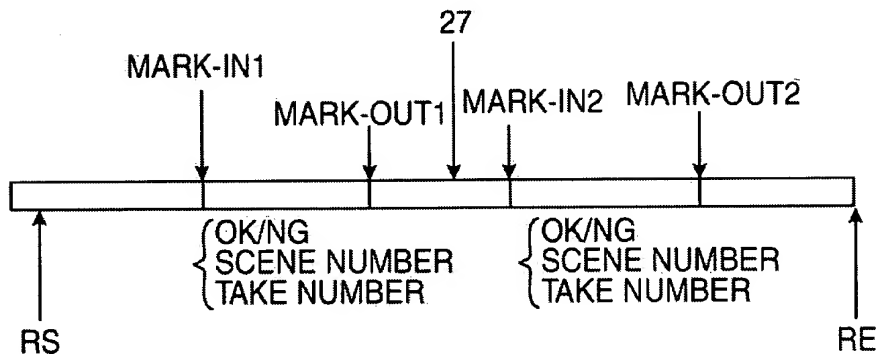 27
MARK-IN1
MARK-OUT1
MARK-IN2
MARK-OUT2
OK/NG
SCENE NUMBER
TAKE NUMBER
OK/NG
SCENE NUMBER
TAKE NUMBER
RS
RE